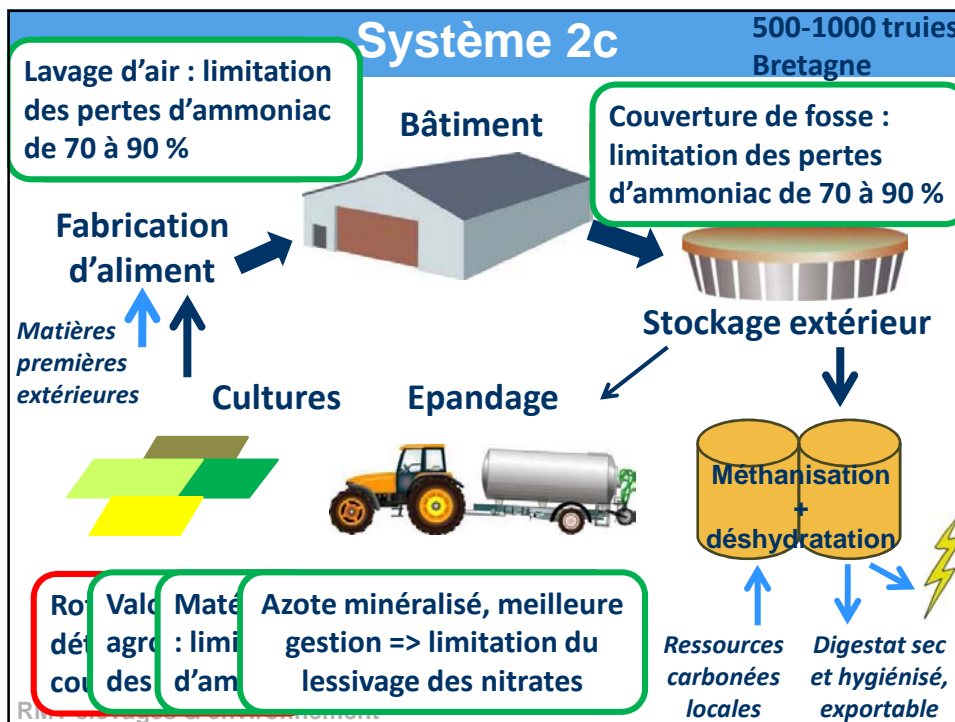 Système 2c
500-1000 truies
Bretagne
Lavage d’air : limitation
des pertes d’ammoniac
de 70 à 90 %
Bâtiment
Couverture de fosse :
limitation des pertes
d’ammoniac de 70 à 90 %
Fabrication
d’aliment
Matières
premières
extérieures
Stockage extérieur
Cultures
Epandage
Méthanisation
+
déshydratation
Azote minéralisé, meilleure
gestion => limitation du
lessivage des nitrates
des
Ressources
carbonées
locales
Digestat sec
et hygiénisé,
exportable